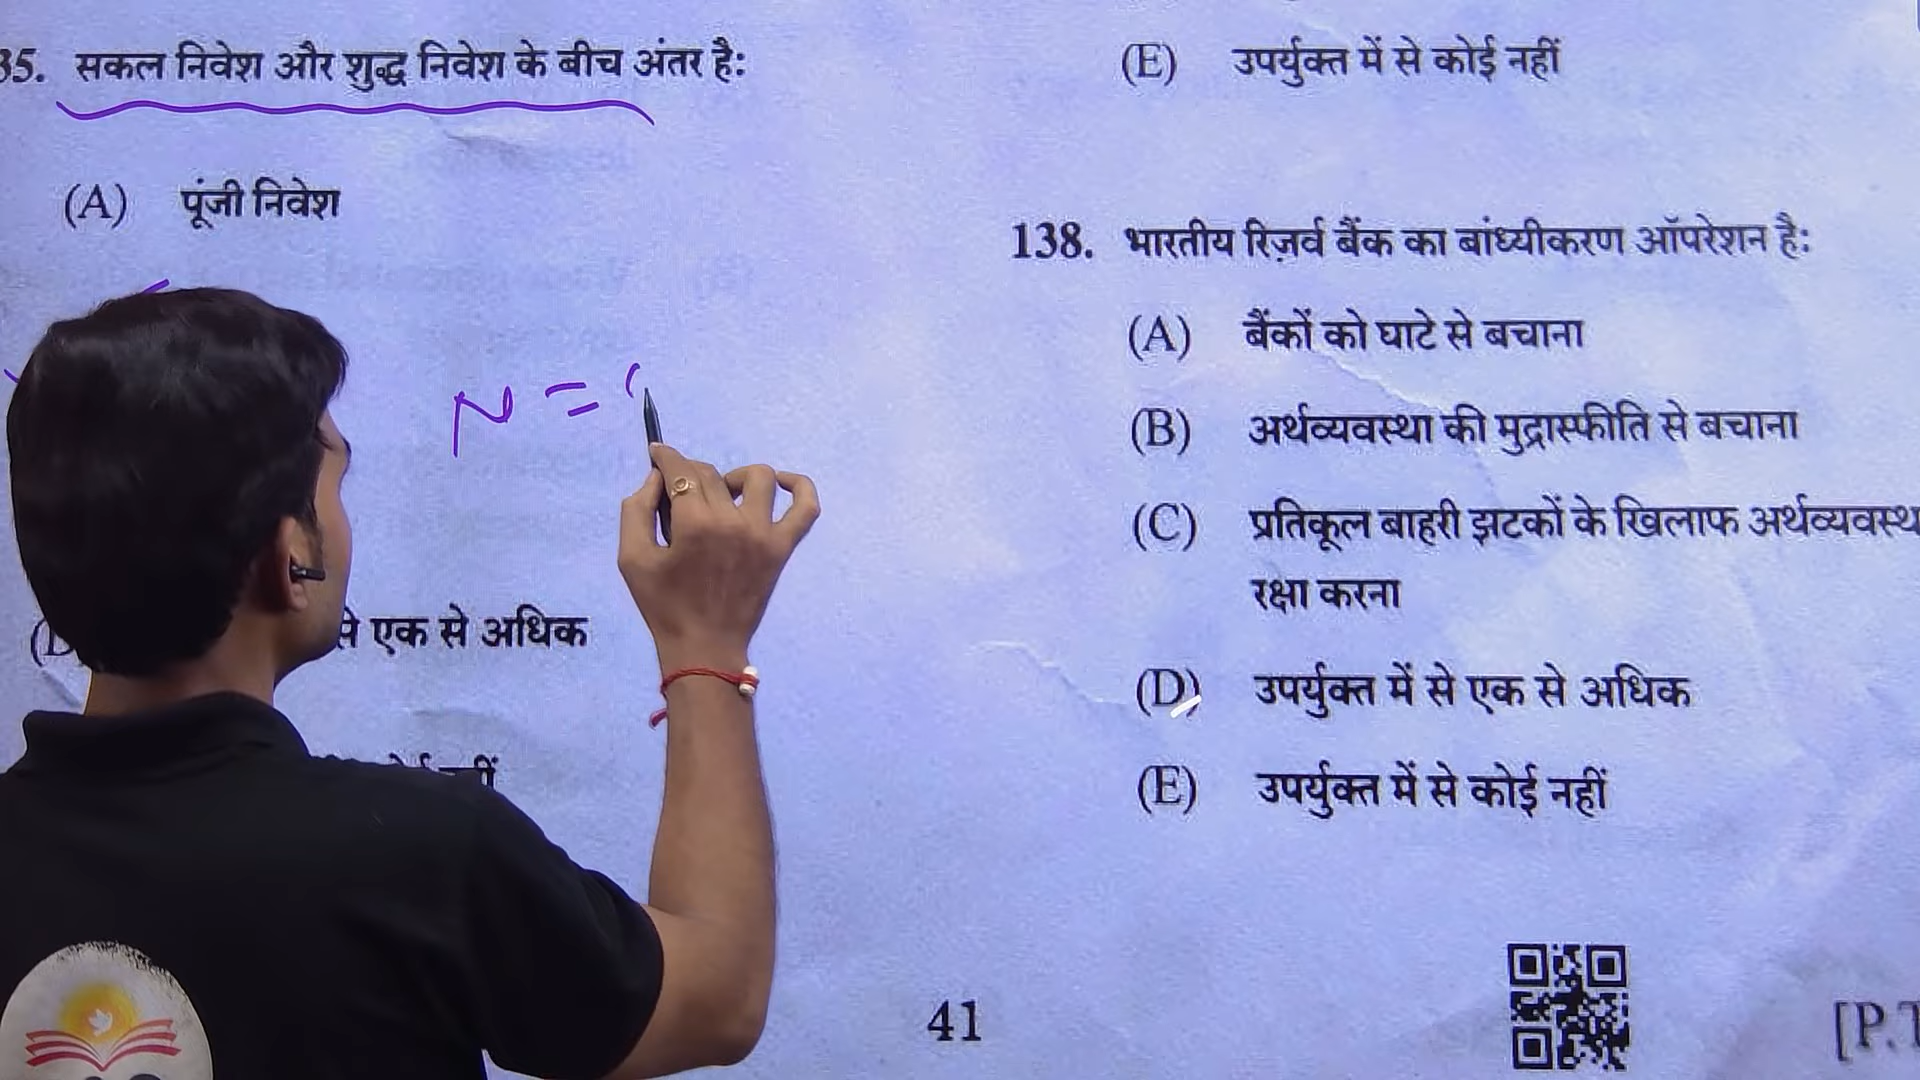 35. सकल निवेश और शुद्ध निवेश के बीच अंतर है:
(A) पूंजी निवेश
N =
से एक से अधिक
(E) उपर्युक्त में से कोई नहीं
138. भारतीय रिज़र्व बैंक का बांध्यीकरण ऑपरेशन है:
(A) बैंकों को घाटे से बचाना
(B) अर्थव्यवस्था की मुद्रास्फीति से बचाना
(C) प्रतिकूल बाहरी झटकों के खिलाफ अर्थव्यवस्थ
रक्षा करना
(D) उपर्युक्त में से एक से अधिक
(E) उपर्युक्त में से कोई नहीं
41
[P.T